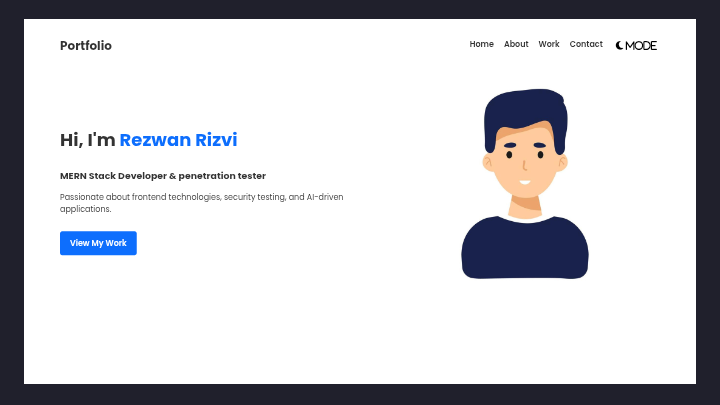 Portfolio
Home About Work Contact MODE
Hi, I'm Rezwan Rizvi
MERN Stack Developer & penetration tester
Passionate about frontend technologies, security testing, and AI-driven
applications.
View My Work